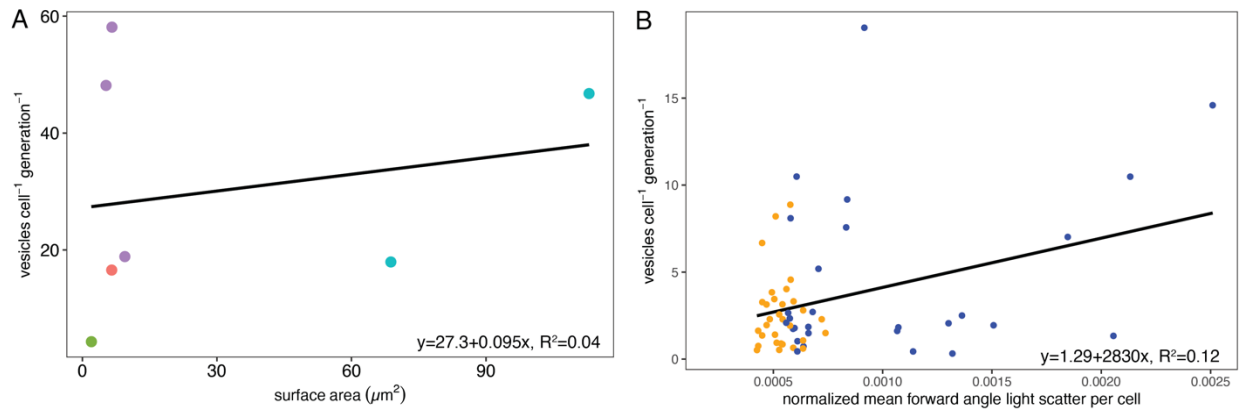 A
60
40
20
0
30
60
90
vesicles cell⁻¹ generation⁻¹
surface area (µm²)
y=27.3+0.095x, R²=0.04
B
15
10
5
0
0.0005
0.0010
0.0015
0.0020
0.0025
vesicles cell⁻¹ generation⁻¹
normalized mean forward angle light scatter per cell
y=1.29+2830x, R²=0.12